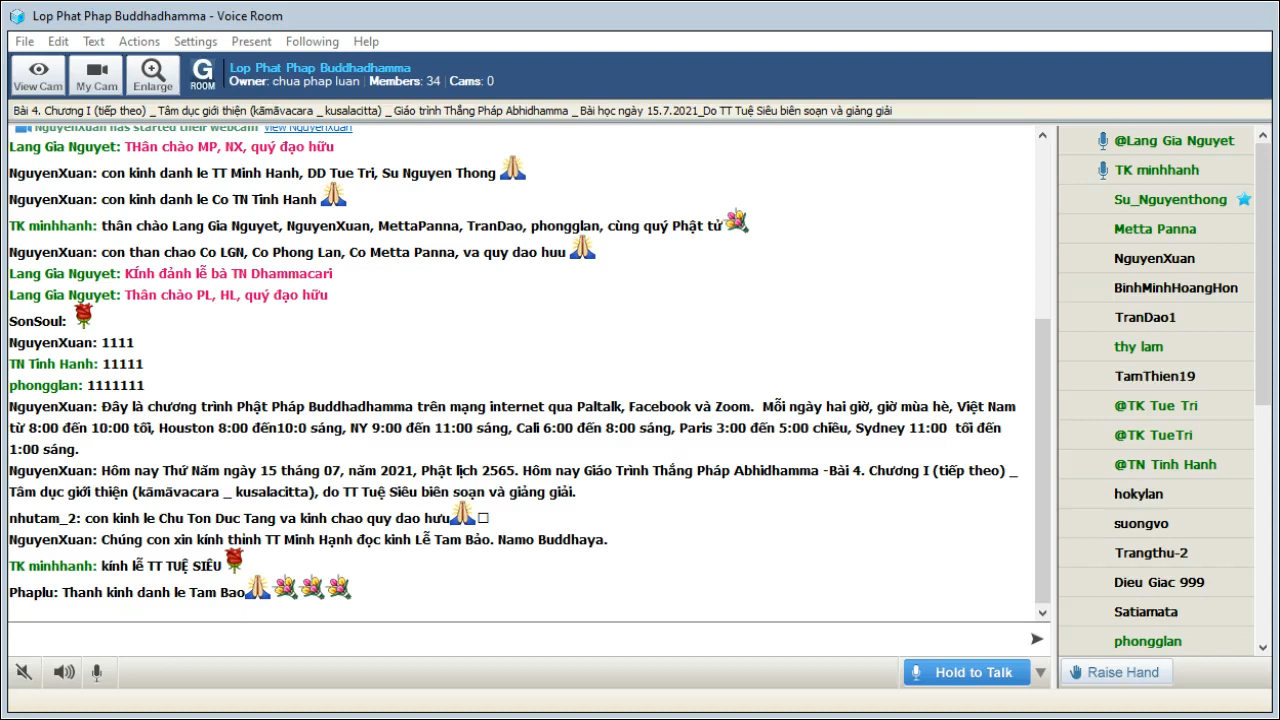 Lop Phat Phap Buddhadhamma - Voice Room
File Edit Text Actions Settings Present Following Help
View Cam My Cam Enlarge G ROOM
Lop Phat Phap Buddhadhamma
Owner: chua phap luan | Members: 34 | Cams: 0
Bài 4. Chương I (tiếp theo) _ Tâm dục giới thiện (kāmāvacara _ kusalacitta) _ Giáo trình Thắng Pháp Abhidhamma _ Bài học ngày 15.7.2021_Do TT Tuệ Siêu biên soạn và giảng giải
NguyenXuan has started their webcam View NguyenXuan
Lang Gia Nguyet: THân chào MP, NX, quý đạo hữu
NguyenXuan: con kinh danh le TT Minh Hanh, DD Tue Tri, Su Nguyen Thong
NguyenXuan: con kinh danh le Co TN Tinh Hanh
TK minhhanh: thân chào Lang Gia Nguyet, NguyenXuan, MettaPanna, TranDao, phongglan, cùng quý Phật tử
NguyenXuan: con than chao Co LGN, Co Phong Lan, Co Metta Panna, va quy dao huu
Lang Gia Nguyet: KÍnh đảnh lễ bà TN Dhammacari
Lang Gia Nguyet: Thân chào PL, HL, quý đạo hữu
SonSoul:
NguyenXuan: 1111
TN Tinh Hanh: 11111
phongglan: 1111111
NguyenXuan: Đây là chương trình Phật Pháp Buddhadhamma trên mạng internet qua Paltalk, Facebook và Zoom.  Mỗi ngày hai giờ, giờ mùa hè, Việt Nam
từ 8:00 đến 10:00 tối, Houston 8:00 đến10:0 sáng, NY 9:00 đến 11:00 sáng, Cali 6:00 đến 8:00 sáng, Paris 3:00 đến 5:00 chiều, Sydney 11:00  tối đến
1:00 sáng.
NguyenXuan: Hôm nay Thứ Năm ngày 15 tháng 07, năm 2021, Phật lịch 2565. Hôm nay Giáo Trình Thắng Pháp Abhidhamma -Bài 4. Chương I (tiếp theo) _
Tâm dục giới thiện (kāmāvacara _ kusalacitta), do TT Tuệ Siêu biên soạn và giảng giải.
nhutam_2: con kinh le Chu Ton Duc Tang va kinh chao quy dao hưu
NguyenXuan: Chúng con xin kính thỉnh TT Minh Hạnh đọc kinh Lễ Tam Bảo. Namo Buddhaya.
TK minhhanh: kính lễ TT TUỆ SIÊU
Phaplu: Thanh kinh danh le Tam Bao
@Lang Gia Nguyet
TK minhhanh
Su_Nguyenthong
Metta Panna
NguyenXuan
BinhMinhHoangHon
TranDao1
thy lam
TamThien19
@TK Tue Tri
@TK TueTri
@TN Tinh Hanh
hokylan
suongvo
Trangthu-2
Dieu Giac 999
Satiamata
phongglan
Hold to Talk
Raise Hand